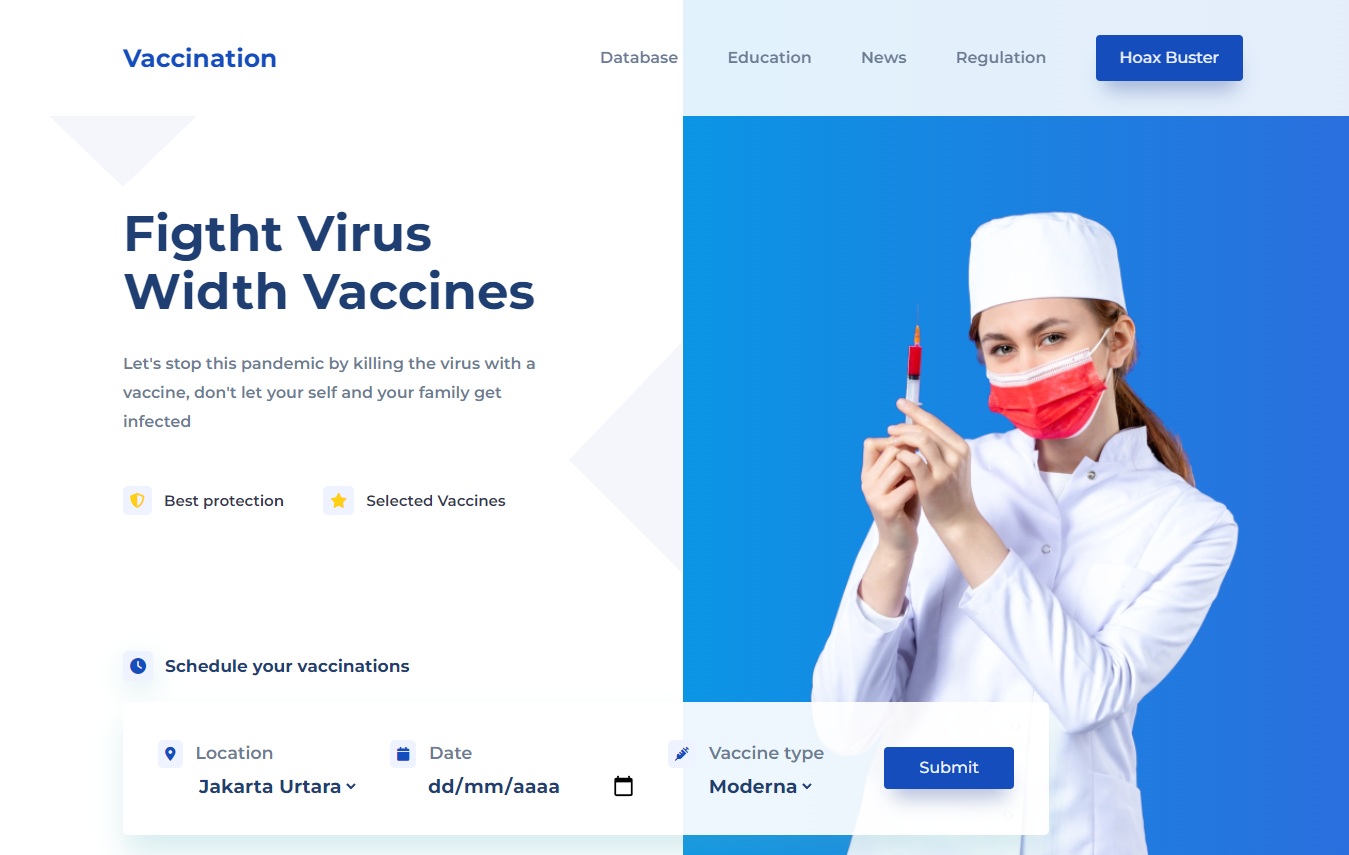 Vaccination
Database Education News Regulation Hoax Buster
Figtht Virus
Width Vaccines
Let's stop this pandemic by killing the virus with a
vaccine, don't let your self and your family get
infected
Best protection Selected Vaccines
Schedule your vaccinations
Location Date Vaccine type
Jakarta Urtara dd/mm/aaaa Moderna
Submit